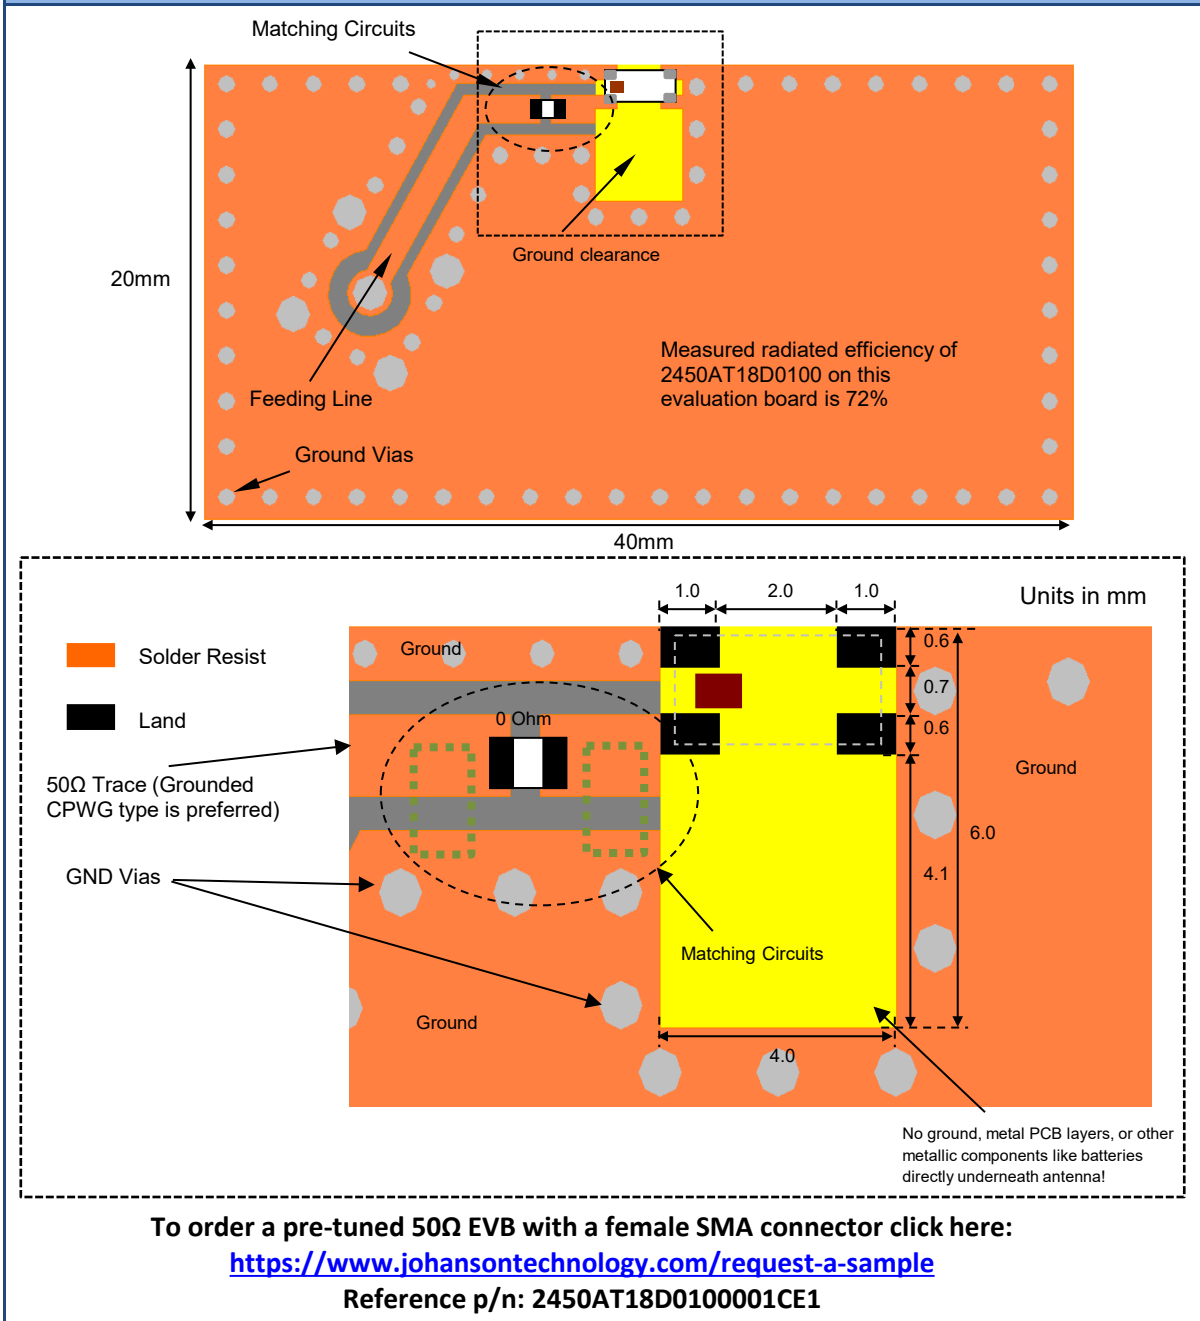 Matching Circuits
20mm
Ground clearance
Measured radiated efficiency of
2450AT18D0100 on this
evaluation board is 72%
Feeding Line
Ground Vias
40mm
1.0
2.0
1.0
Units in mm
Solder Resist
Land
Ground
0.6
0.7
0.6
0 Ohm
50Ω Trace (Grounded
CPWG type is preferred)
Ground
6.0
4.1
GND Vias
Matching Circuits
Ground
4.0
No ground, metal PCB layers, or other
metallic components like batteries
directly underneath antenna!
To order a pre-tuned 50Ω EVB with a female SMA connector click here:
https://www.johansontechnology.com/request-a-sample
Reference p/n: 2450AT18D0100001CE1